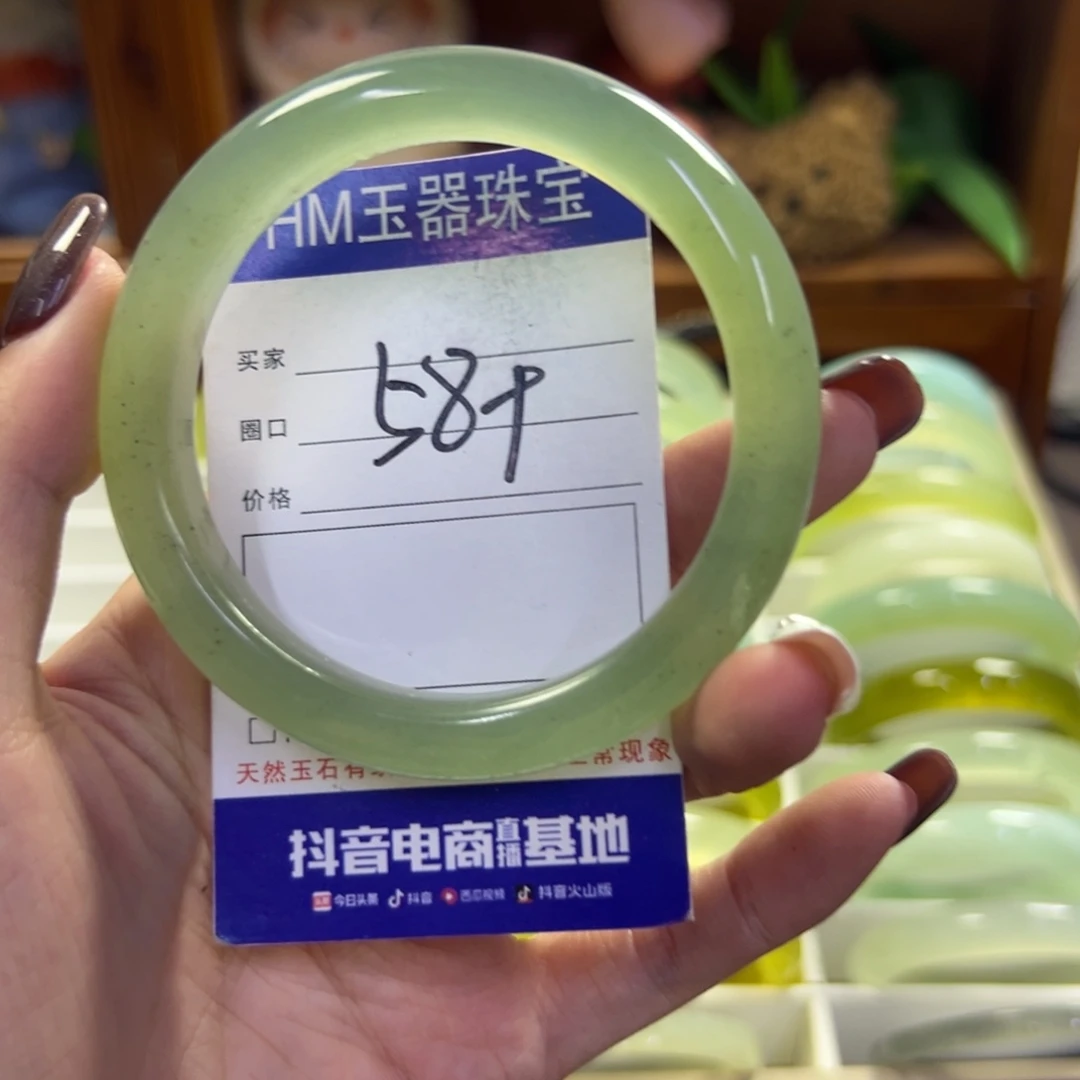 HM玉器珠宝
买家
圈口
58+
价格
天然玉石有
常现象
抖音电商直播基地
今日头条 抖音 西瓜视频 抖音火山版